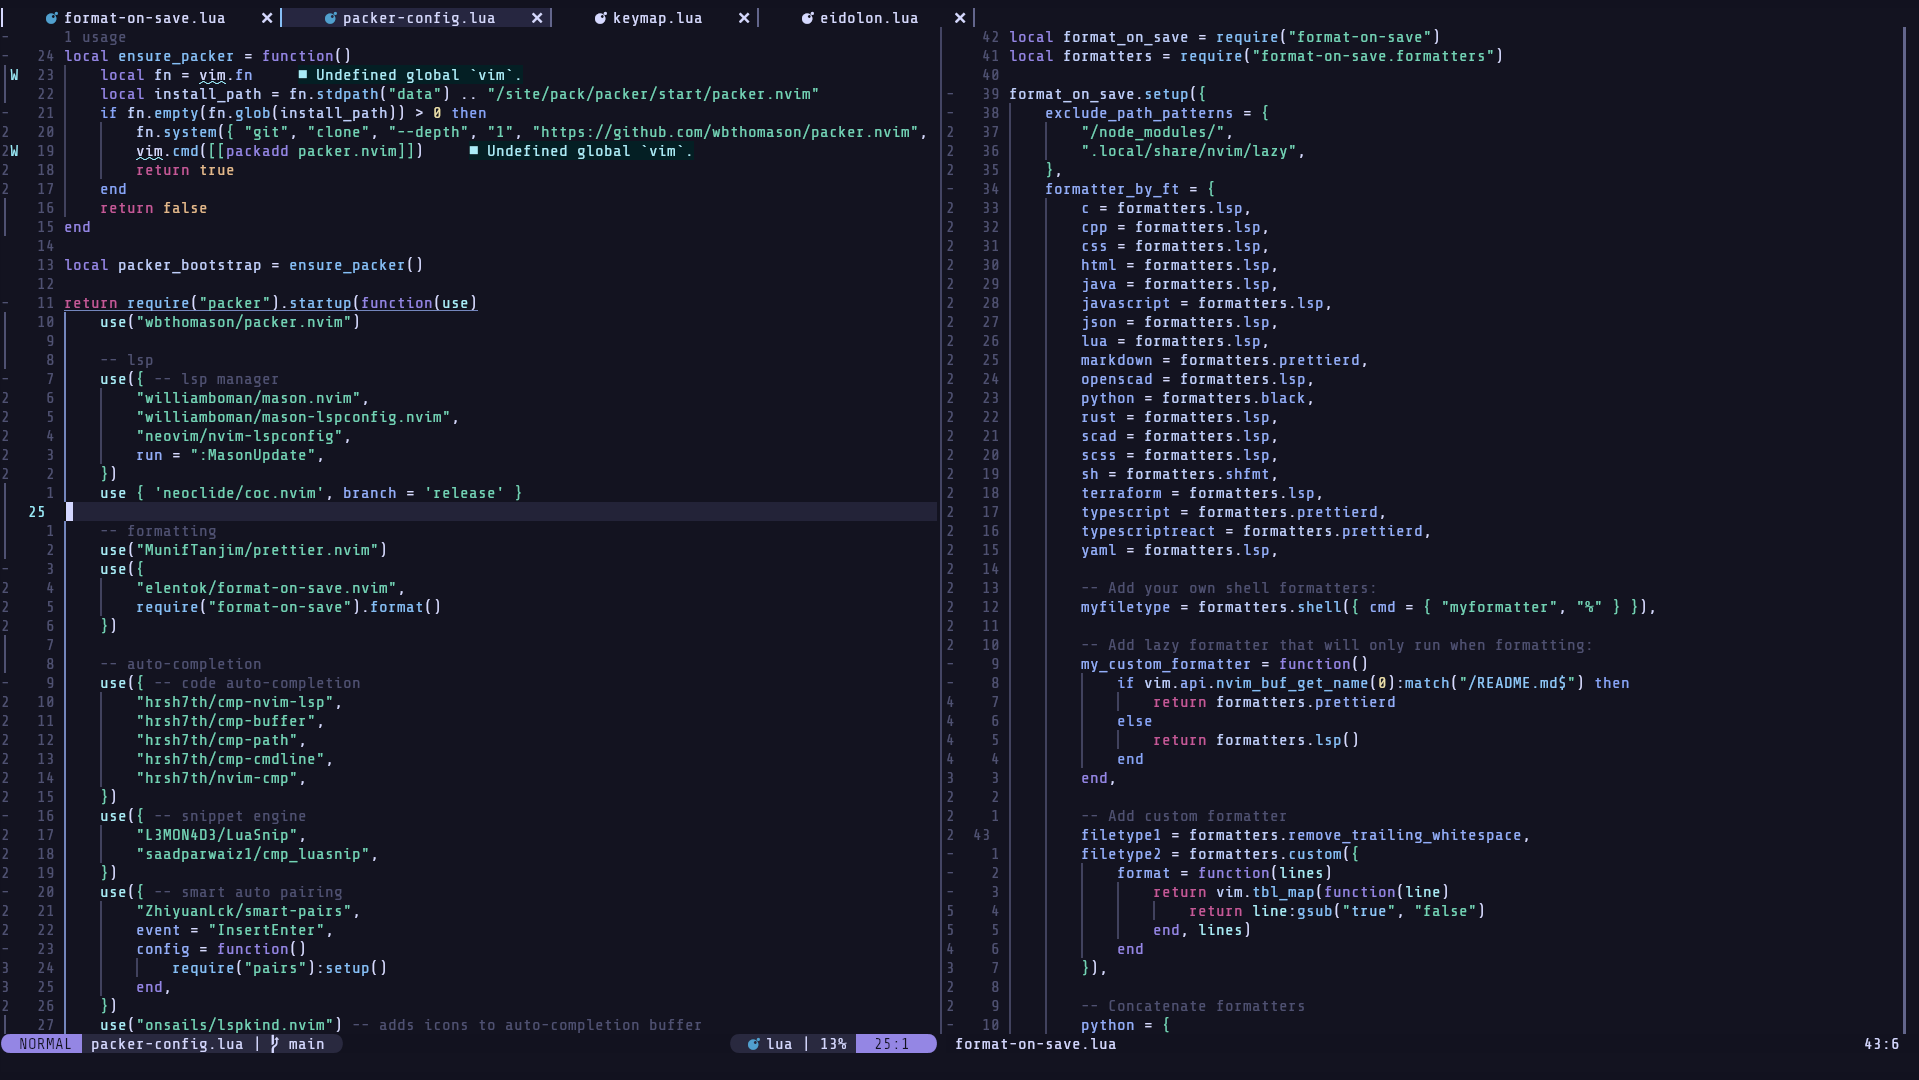 format-on-save.lua
packer-config.lua
keymap.lua
eidolon.lua
1 usage
24 local ensure_packer = function()
W 23 local fn = vim.fn ■ Undefined global `vim`.
22 local install_path = fn.stdpath("data") .. "/site/pack/packer/start/packer.nvim"
21 if fn.empty(fn.glob(install_path)) > 0 then
2 20 fn.system({ "git", "clone", "--depth", "1", "https://github.com/wbthomason/packer.nvim",
2W 19 vim.cmd([[packadd packer.nvim]]) ■ Undefined global `vim`.
2 18 return true
2 17 end
16 return false
15 end
14
13 local packer_bootstrap = ensure_packer()
12
- 11 return require("packer").startup(function(use)
10 use("wbthomason/packer.nvim")
9
8 -- lsp
- 7 use({ -- lsp manager
2 6 "williamboman/mason.nvim",
2 5 "williamboman/mason-lspconfig.nvim",
2 4 "neovim/nvim-lspconfig",
2 3 run = ":MasonUpdate",
2 2 })
1 use { 'neoclide/coc.nvim', branch = 'release' }
25
1 -- formatting
2 use("MunifTanjim/prettier.nvim")
- 3 use({
2 4 "elentok/format-on-save.nvim",
2 5 require("format-on-save").format()
2 6 })
7
8 -- auto-completion
- 9 use({ -- code auto-completion
2 10 "hrsh7th/cmp-nvim-lsp",
2 11 "hrsh7th/cmp-buffer",
2 12 "hrsh7th/cmp-path",
2 13 "hrsh7th/cmp-cmdline",
2 14 "hrsh7th/nvim-cmp",
2 15 })
- 16 use({ -- snippet engine
2 17 "L3MON4D3/LuaSnip",
2 18 "saadparwaiz1/cmp_luasnip",
2 19 })
- 20 use({ -- smart auto pairing
2 21 "ZhiyuanLck/smart-pairs",
2 22 event = "InsertEnter",
- 23 config = function()
3 24 require("pairs"):setup()
3 25 end,
2 26 })
27 use("onsails/lspkind.nvim") -- adds icons to auto-completion buffer
NORMAL packer-config.lua | main lua | 13% 25:1
42 local format_on_save = require("format-on-save")
41 local formatters = require("format-on-save.formatters")
40
- 39 format_on_save.setup({
- 38 exclude_path_patterns = {
2 37 "/node_modules/",
2 36 ".local/share/nvim/lazy",
2 35 },
- 34 formatter_by_ft = {
2 33 c = formatters.lsp,
2 32 cpp = formatters.lsp,
2 31 css = formatters.lsp,
2 30 html = formatters.lsp,
2 29 java = formatters.lsp,
2 28 javascript = formatters.lsp,
2 27 json = formatters.lsp,
2 26 lua = formatters.lsp,
2 25 markdown = formatters.prettierd,
2 24 openscad = formatters.lsp,
2 23 python = formatters.black,
2 22 rust = formatters.lsp,
2 21 scad = formatters.lsp,
2 20 scss = formatters.lsp,
2 19 sh = formatters.shfmt,
2 18 terraform = formatters.lsp,
2 17 typescript = formatters.prettierd,
2 16 typescriptreact = formatters.prettierd,
2 15 yaml = formatters.lsp,
2 14
2 13 -- Add your own shell formatters:
2 12 myfiletype = formatters.shell({ cmd = { "myformatter", "%" } }),
2 11
2 10 -- Add lazy formatter that will only run when formatting:
- 9 my_custom_formatter = function()
- 8 if vim.api.nvim_buf_get_name(0):match("/README.md$") then
4 7 return formatters.prettierd
4 6 else
4 5 return formatters.lsp()
4 4 end
3 3 end,
2 2
2 1 -- Add custom formatter
2 43 filetype1 = formatters.remove_trailing_whitespace,
- 1 filetype2 = formatters.custom({
- 2 format = function(lines)
- 3 return vim.tbl_map(function(line)
5 4 return line:gsub("true", "false")
5 5 end, lines)
4 6 end
3 7 }),
2 8
2 9 -- Concatenate formatters
- 10 python = {
format-on-save.lua 43:6